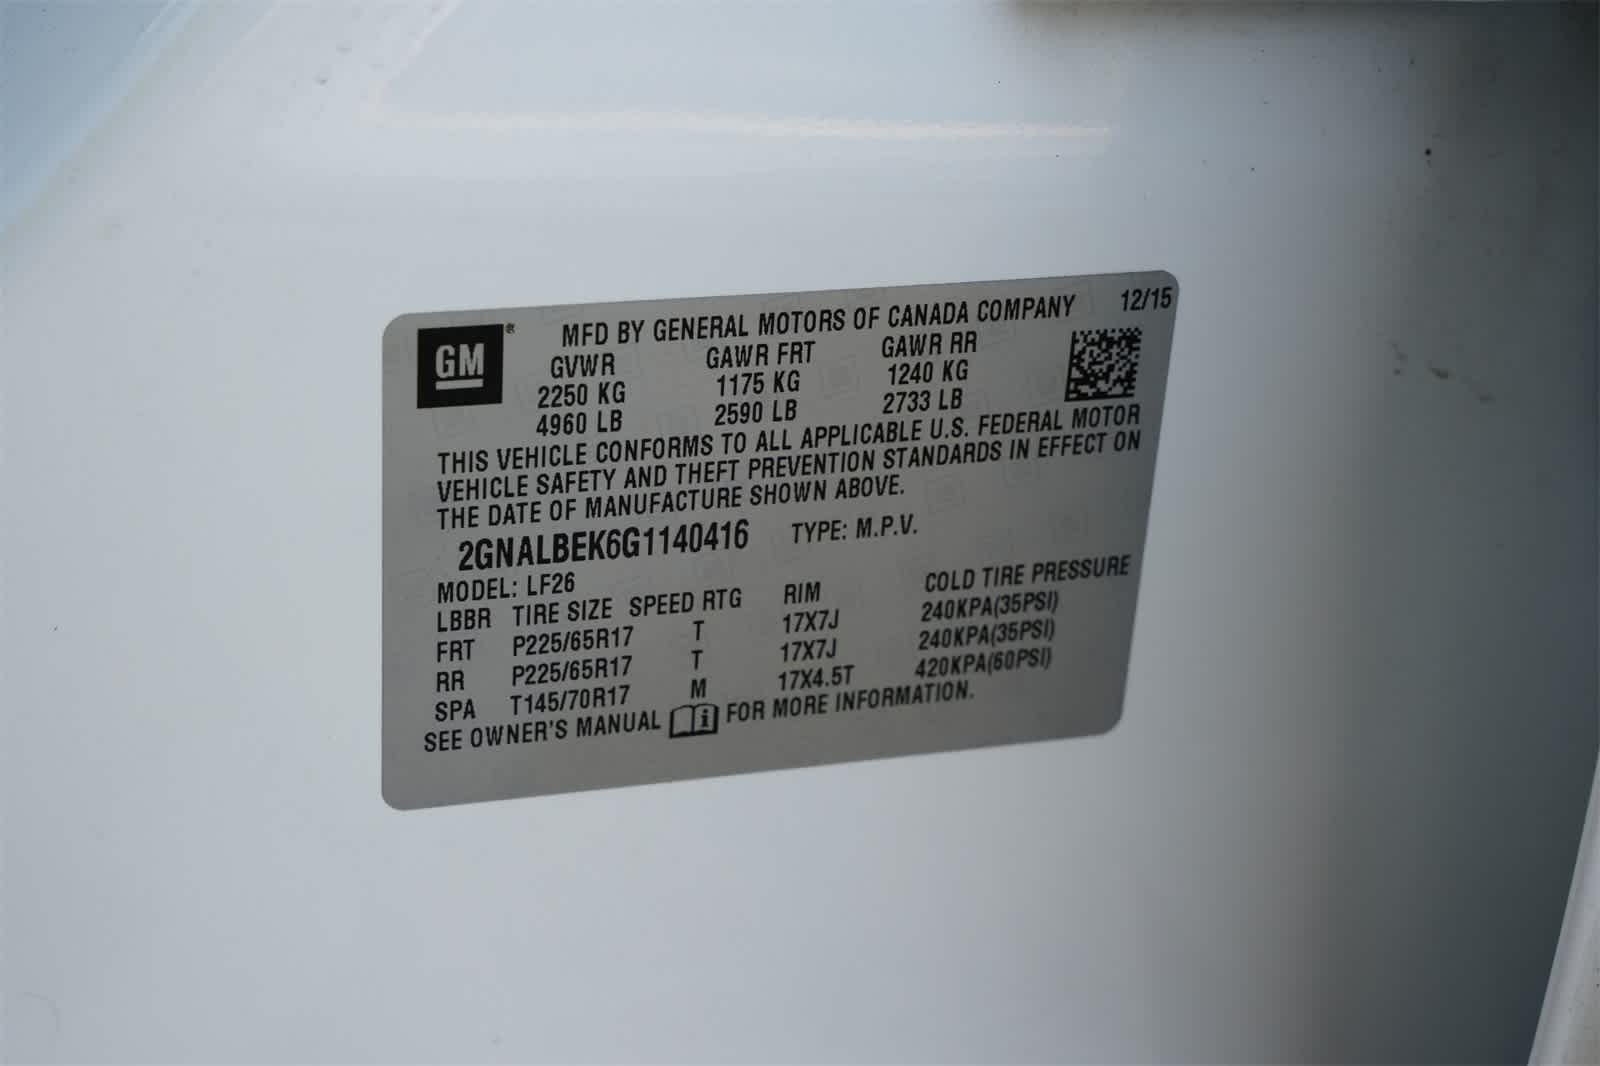 GM® MFD BY GENERAL MOTORS OF CANADA COMPANY 12/15
GVWR GAWR FRT GAWR RR
2250 KG 1175 KG 1240 KG
4960 LB 2590 LB 2733 LB
THIS VEHICLE CONFORMS TO ALL APPLICABLE U.S. FEDERAL MOTOR
VEHICLE SAFETY AND THEFT PREVENTION STANDARDS IN EFFECT ON
THE DATE OF MANUFACTURE SHOWN ABOVE.
2GNALBEK6G1140416 TYPE: M.P.V.
MODEL: LF26
LBBR TIRE SIZE SPEED RTG RIM COLD TIRE PRESSURE
FRT P225/65R17 T 17X7J 240KPA(35PSI)
RR P225/65R17 T 17X7J 240KPA(35PSI)
SPA T145/70R17 M 17X4.5T 420KPA(60PSI)
SEE OWNER'S MANUAL FOR MORE INFORMATION.